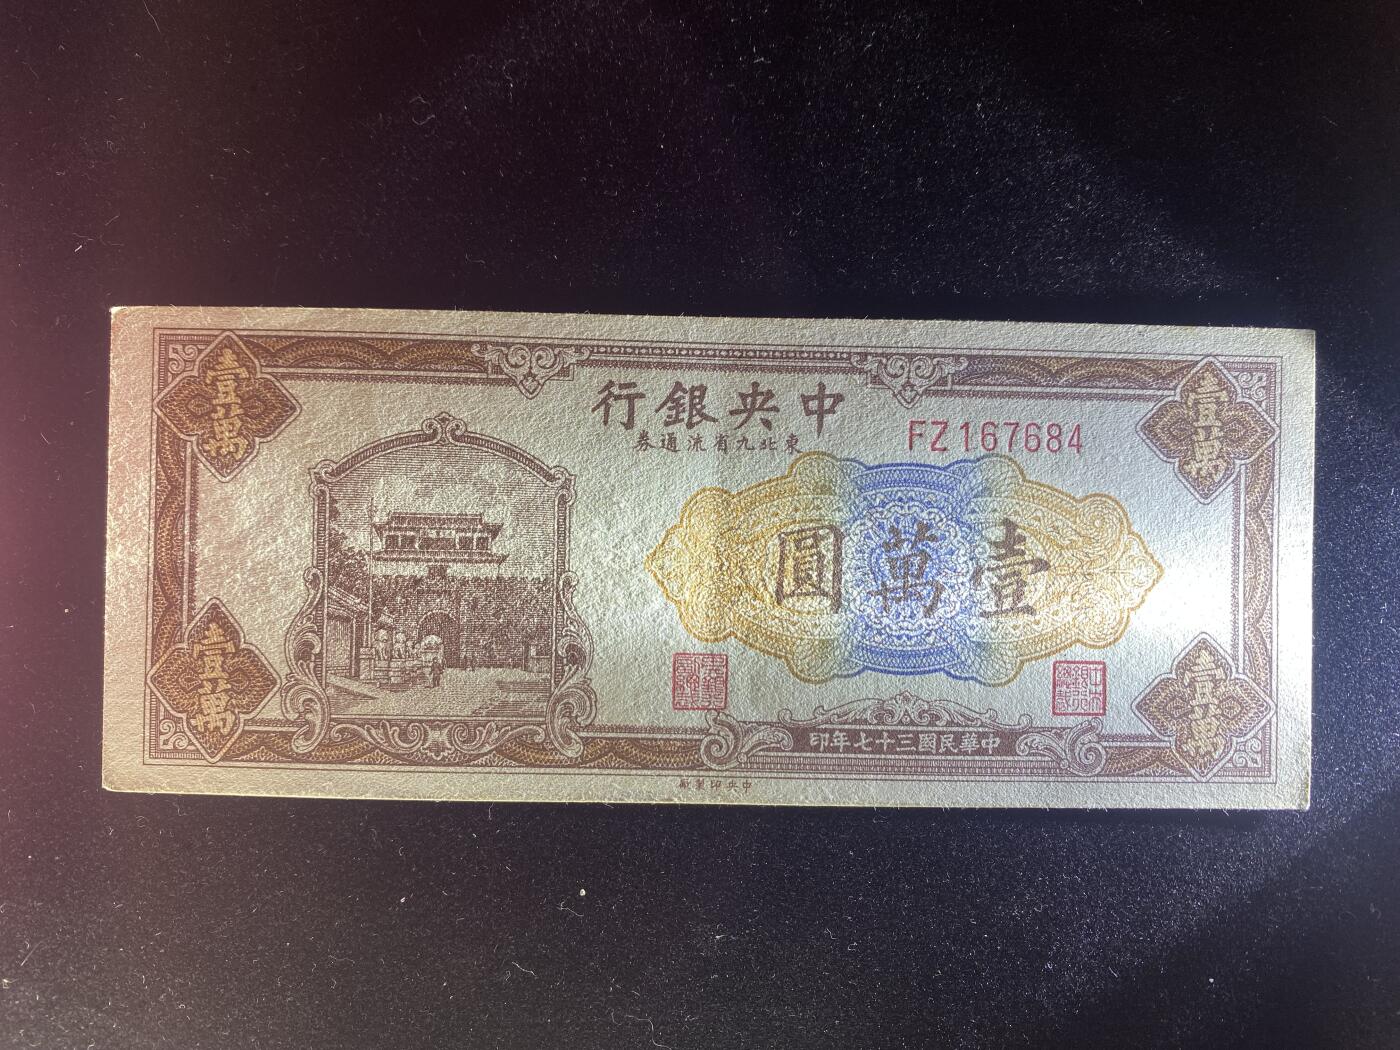 中央銀行
東北九省流通券
FZ167684
壹萬
壹萬
壹萬圓
壹萬
壹萬
中華民國三十七年印
中央印製廠